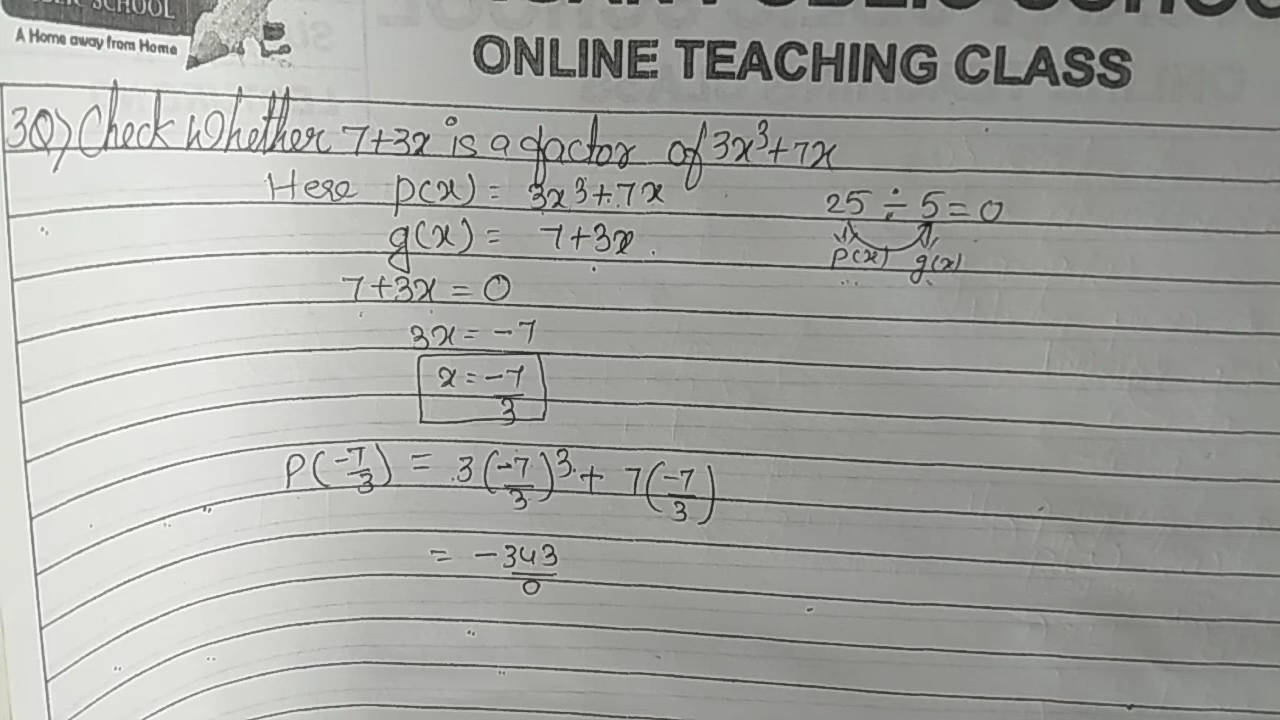 SCHOOL
A Home away from Home
ONLINE TEACHING CLASS
3Q) Check Whether 7+3x is a factor of 3x³+7x
Here p(x) = 3x³+7x
25 ÷ 5 = 0
p(x) g(x)
g(x) = 7+3x.
7+3x = 0
3x = -7
x = -7/3
P(-7/3) = 3(-7/3)³ + 7(-7/3)
= -343/0